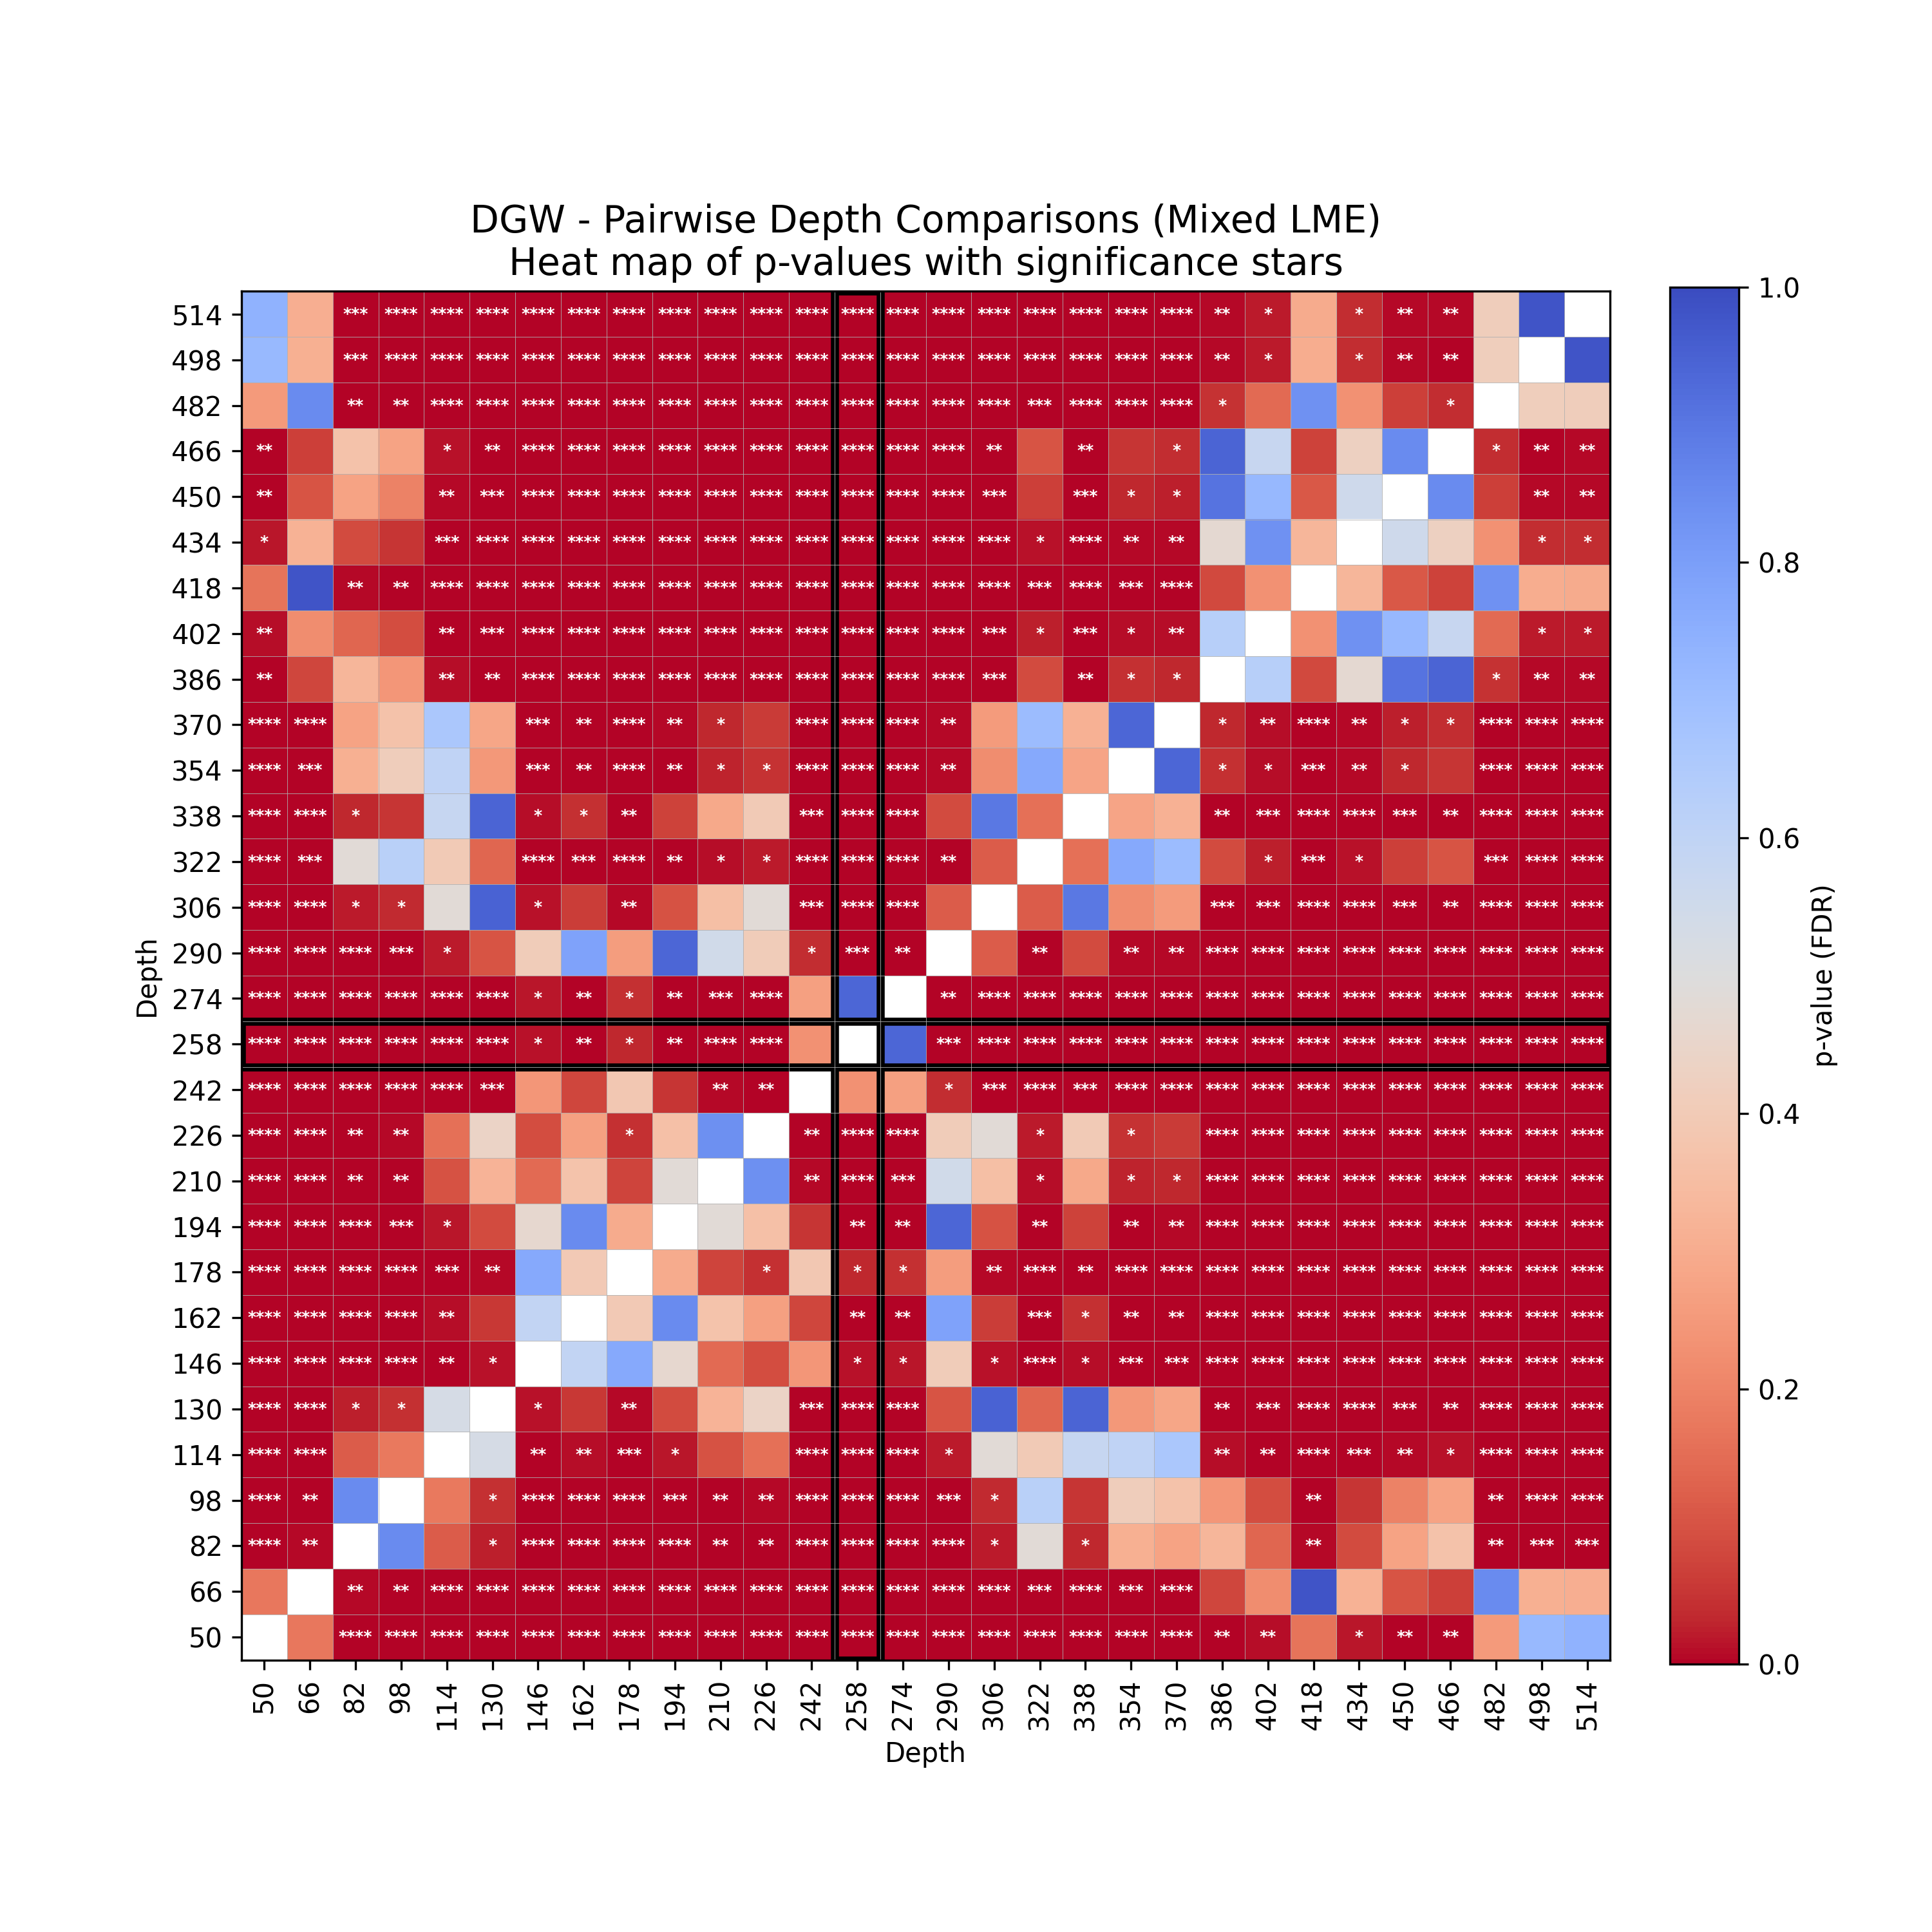 DGW - Pairwise Depth Comparisons (Mixed LME)
Heat map of p-values with significance stars
514 *** **** **** **** **** **** **** **** **** **** **** **** **** **** **** **** **** **** **** ** * * ** **
498 *** **** **** **** **** **** **** **** **** **** **** **** **** **** **** **** **** **** **** ** * * ** **
482 ** ** **** **** **** **** **** **** **** **** **** **** **** **** **** *** **** **** **** * *
466 ** * ** **** **** **** **** **** **** **** **** **** **** ** ** * * ** **
450 ** ** *** **** **** **** **** **** **** **** **** **** **** *** *** * * ** **
434 * *** **** **** **** **** **** **** **** **** **** **** **** **** * **** ** ** * *
418 ** ** **** **** **** **** **** **** **** **** **** **** **** **** **** *** **** *** ****
402 ** ** *** **** **** **** **** **** **** **** **** **** **** *** * *** * ** * *
386 ** ** ** **** **** **** **** **** **** **** **** **** **** *** ** * * * ** **
370 **** **** *** ** **** ** * **** **** **** ** * ** **** ** * * **** **** ****
354 **** *** *** ** **** ** * * **** **** **** ** * * *** ** * **** **** ****
338 **** **** * * * ** *** **** **** ** *** **** **** *** ** **** **** ****
322 **** *** **** *** **** ** * * **** **** **** ** * *** * *** **** ****
306 **** **** * * * ** *** **** **** *** *** **** **** *** ** **** **** ****
290 **** **** **** *** * * *** ** ** ** ** **** **** **** **** **** **** **** **** ****
274 **** **** **** **** **** **** * ** * ** *** **** ** **** **** **** **** **** **** **** **** **** **** **** **** **** ****
258 **** **** **** **** **** **** * ** * ** **** **** *** **** **** **** **** **** **** **** **** **** **** **** **** **** ****
242 **** **** **** **** **** *** ** ** * *** **** *** **** **** **** **** **** **** **** **** **** **** ****
226 **** **** ** ** * ** **** **** * * **** **** **** **** **** **** **** **** ****
210 **** **** ** ** ** **** *** * * * **** **** **** **** **** **** **** **** ****
194 **** **** **** *** * ** ** ** ** ** **** **** **** **** **** **** **** **** ****
178 **** **** **** **** *** ** * * * ** **** ** **** **** **** **** **** **** **** **** **** **** ****
162 **** **** **** **** ** ** ** *** * ** ** **** **** **** **** **** **** **** **** ****
146 **** **** **** **** ** * * * * **** * *** *** **** **** **** **** **** **** **** **** ****
130 **** **** * * * ** *** **** **** ** *** **** **** *** ** **** **** ****
114 **** **** ** ** *** * **** **** **** * ** ** **** *** ** * **** **** ****
98 **** ** * **** **** **** *** ** ** **** **** **** *** * ** ** **** ****
82 **** ** * **** **** **** **** ** ** **** **** **** **** * * ** ** *** ***
66 ** ** **** **** **** **** **** **** **** **** **** **** **** **** **** *** **** *** ****
50 **** **** **** **** **** **** **** **** **** **** **** **** **** **** **** **** **** **** **** ** ** * ** **
50 66 82 98 114 130 146 162 178 194 210 226 242 258 274 290 306 322 338 354 370 386 402 418 434 450 466 482 498 514
Depth
Depth
1.0
0.8
0.6
0.4
0.2
0.0
p-value (FDR)